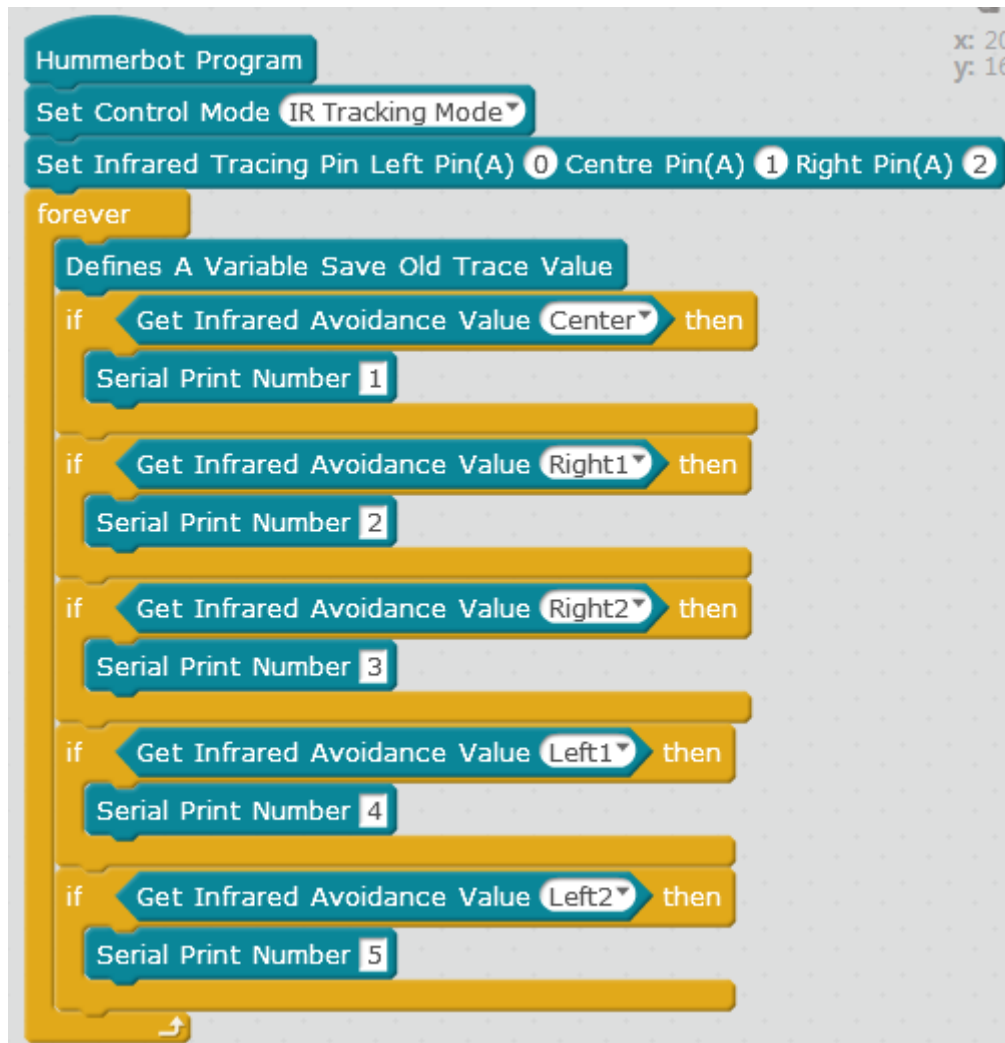 x: 20
y: 16
Hummerbot Program
Set Control Mode IR Tracking Mode
Set Infrared Tracing Pin Left Pin(A) 0 Centre Pin(A) 1 Right Pin(A) 2
forever
Defines A Variable Save Old Trace Value
if Get Infrared Avoidance Value Center then
Serial Print Number 1
if Get Infrared Avoidance Value Right1 then
Serial Print Number 2
if Get Infrared Avoidance Value Right2 then
Serial Print Number 3
if Get Infrared Avoidance Value Left1 then
Serial Print Number 4
if Get Infrared Avoidance Value Left2 then
Serial Print Number 5